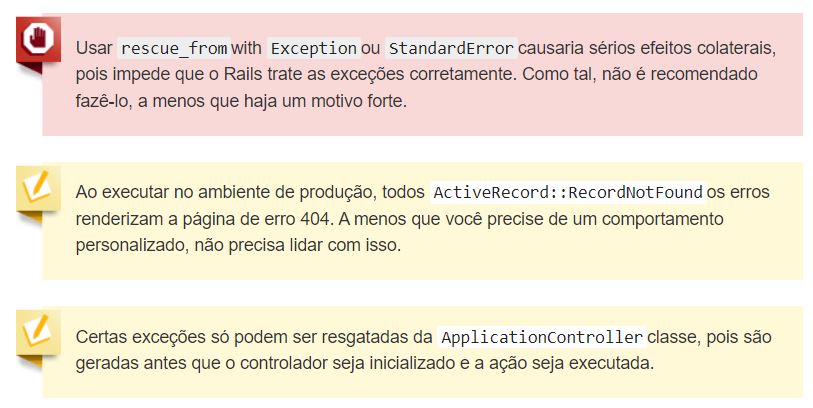 Usar rescue_from with Exception ou StandardError causaria sérios efeitos colaterais,
pois impede que o Rails trate as exceções corretamente. Como tal, não é recomendado
fazê-lo, a menos que haja um motivo forte.
Ao executar no ambiente de produção, todos ActiveRecord::RecordNotFound os erros
renderizam a página de erro 404. A menos que você precise de um comportamento
personalizado, não precisa lidar com isso.
Certas exceções só podem ser resgatadas da ApplicationController classe, pois são
geradas antes que o controlador seja inicializado e a ação seja executada.